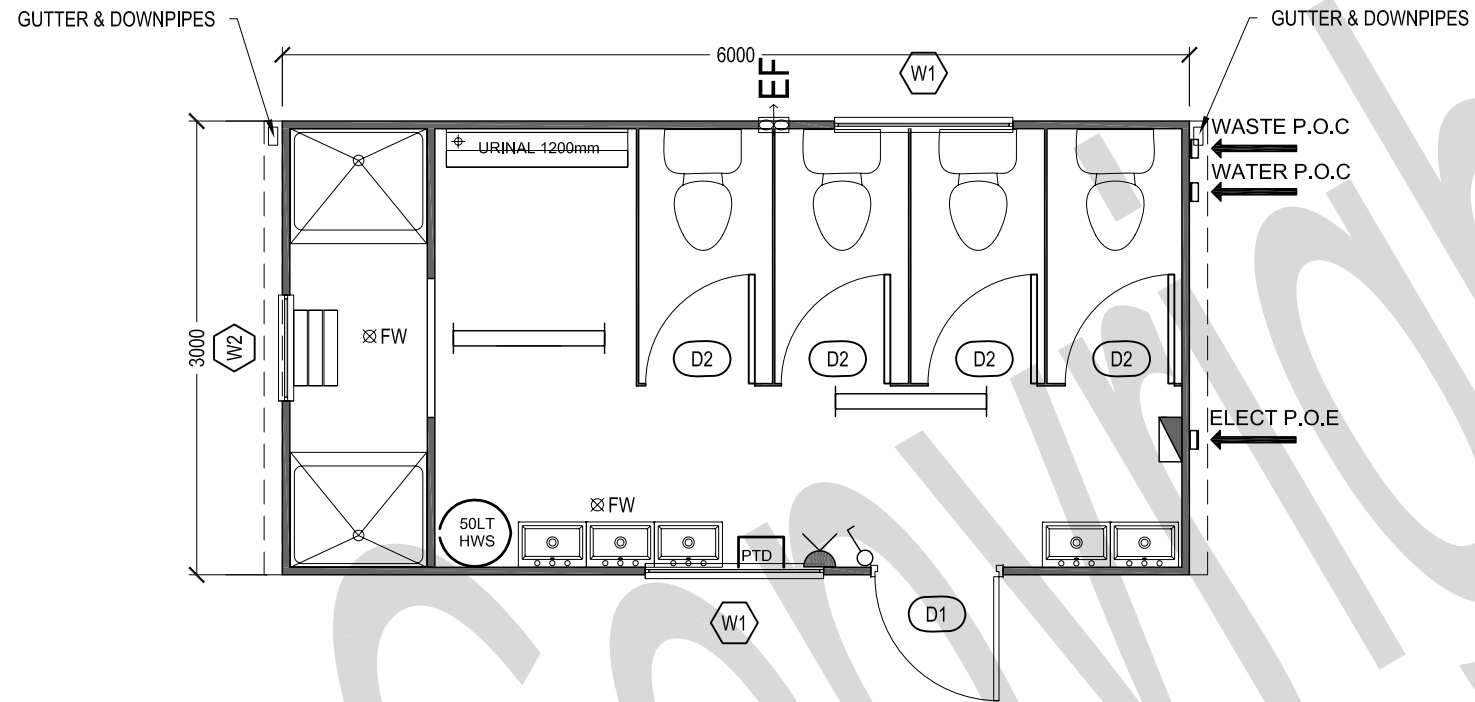 GUTTER & DOWNPIPES
GUTTER & DOWNPIPES
6000
EF
W1
WASTE P.O.C
URINAL 1200mm
WATER P.O.C
3000
W2
FW
D2
D2
D2
D2
ELECT P.O.E
FW
50LT
HWS
PTD
W1
D1
Copyrigh